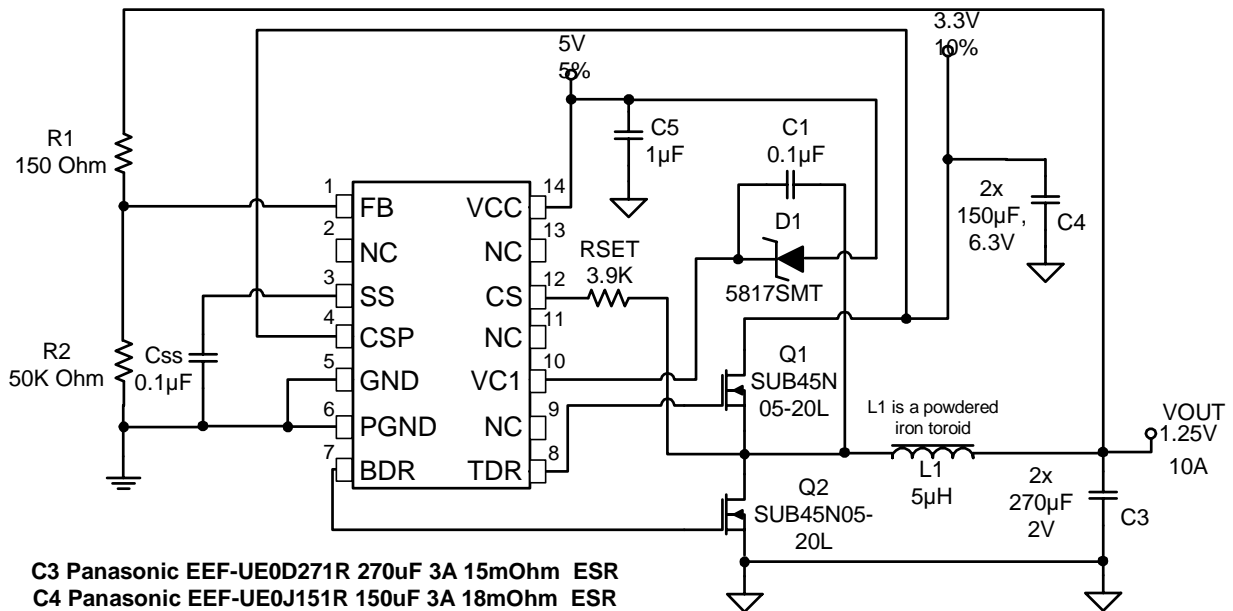 3.3V
10%
5V
5%
R1
150 Ohm
C5
1µF
C1
0.1µF
2x
150µF,
6.3V
C4
D1
5817SMT
RSET
3.9K
1
FB
2
NC
3
SS
4
CSP
5
GND
6
PGND
7
BDR
14
VCC
13
NC
12
CS
11
NC
10
VC1
9
NC
8
TDR
R2
50K Ohm
Css
0.1µF
Q1
SUB45N
05-20L
L1 is a powdered
iron toroid
L1
5µH
VOUT
1.25V
10A
2x
270µF
2V
C3
Q2
SUB45N05-
20L
C3 Panasonic EEF-UE0D271R 270uF 3A 15mOhm ESR
C4 Panasonic EEF-UE0J151R 150uF 3A 18mOhm ESR